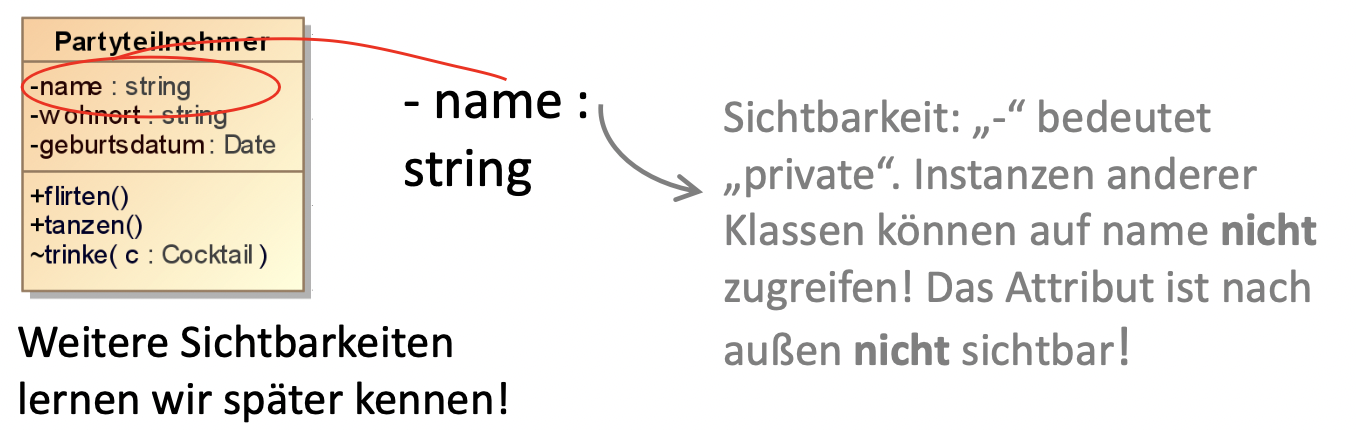 Partyteilnehmer
-name : string
-wohnort : string
-geburtsdatum : Date
+flirten()
+tanzen()
~trinke( c : Cocktail )
- name :
string
Sichtbarkeit: „-“ bedeutet
„private“. Instanzen anderer
Klassen können auf name nicht
zugreifen! Das Attribut ist nach
außen nicht sichtbar!
Weitere Sichtbarkeiten
lernen wir später kennen!